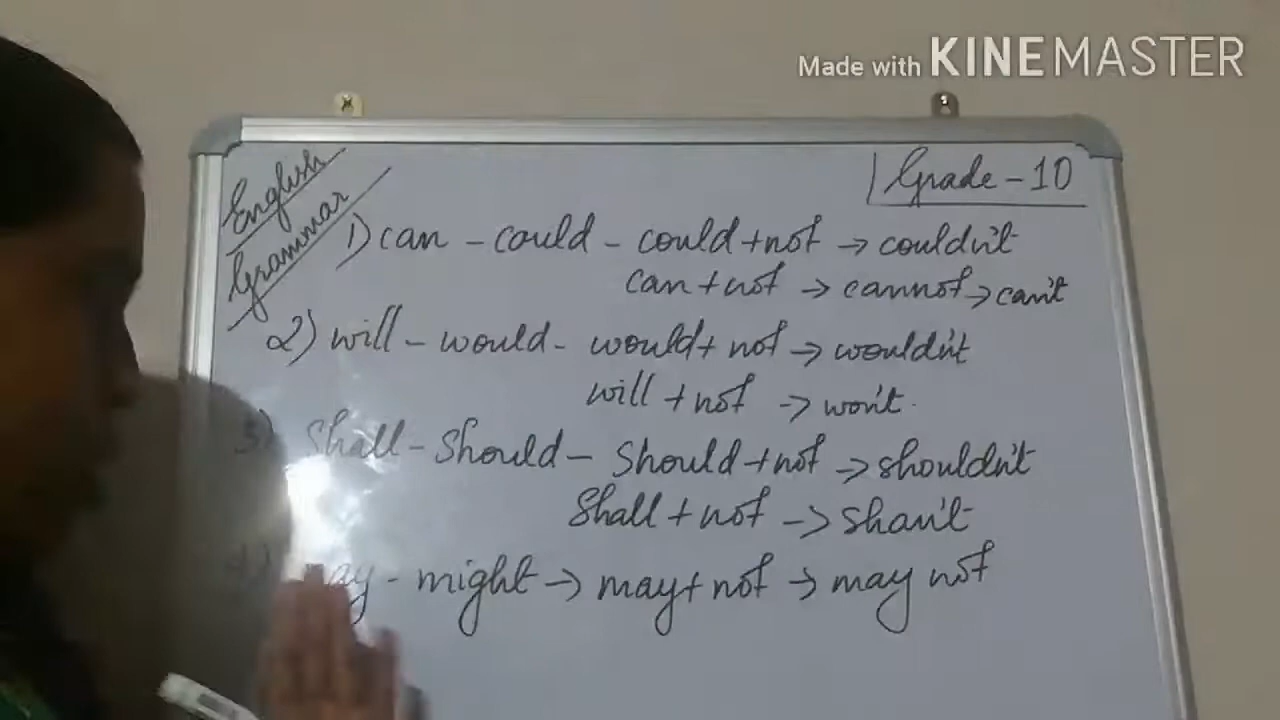 Made with KINEMASTER
English Grammar
Grade - 10
1) can - could - could + not → couldn't
can + not → cannot → can't
2) will - would - would + not → wouldn't
will + not → won't.
3) Shall - Should - Should + not → shouldn't
Shall + not → shan't
- might → may + not → may not